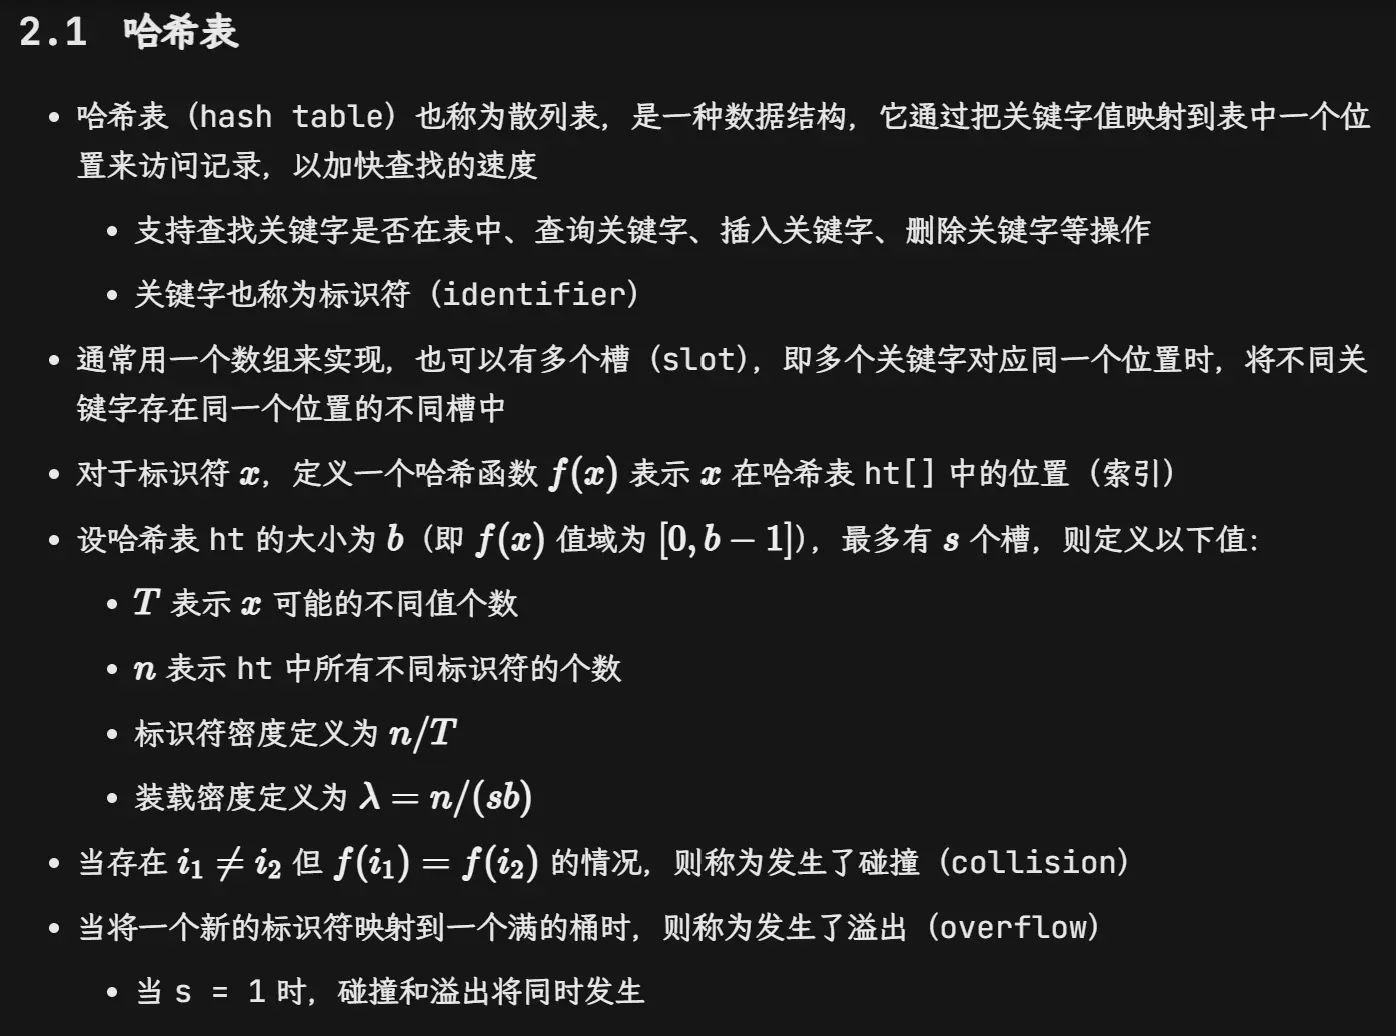 2.1 哈希表
• 哈希表（hash table）也称为散列表，是一种数据结构，它通过把关键字值映射到表中一个位
置来访问记录，以加快查找的速度
• 支持查找关键字是否在表中、查询关键字、插入关键字、删除关键字等操作
• 关键字也称为标识符（identifier）
• 通常用一个数组来实现，也可以有多个槽（slot），即多个关键字对应同一个位置时，将不同关
键字存在同一个位置的不同槽中
• 对于标识符 x，定义一个哈希函数 f(x) 表示 x 在哈希表 ht[] 中的位置（索引）
• 设哈希表 ht 的大小为 b（即 f(x) 值域为 [0, b − 1]），最多有 s 个槽，则定义以下值：
• T 表示 x 可能的不同值个数
• n 表示 ht 中所有不同标识符的个数
• 标识符密度定义为 n/T
• 装载密度定义为 λ = n/(sb)
• 当存在 i₁ ≠ i₂ 但 f(i₁) = f(i₂) 的情况，则称为发生了碰撞（collision）
• 当将一个新的标识符映射到一个满的桶时，则称为发生了溢出（overflow）
• 当 s = 1 时，碰撞和溢出将同时发生